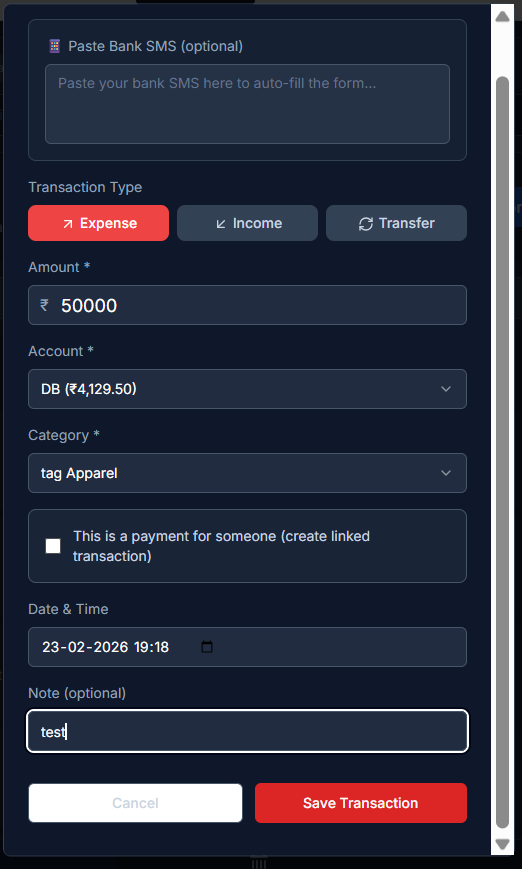 Paste Bank SMS (optional)
Paste your bank SMS here to auto-fill the form...
Transaction Type
Expense
Income
Transfer
Amount *
₹ 50000
Account *
DB (₹4,129.50)
Category *
tag Apparel
This is a payment for someone (create linked
transaction)
Date & Time
23-02-2026 19:18
Note (optional)
test
Cancel
Save Transaction